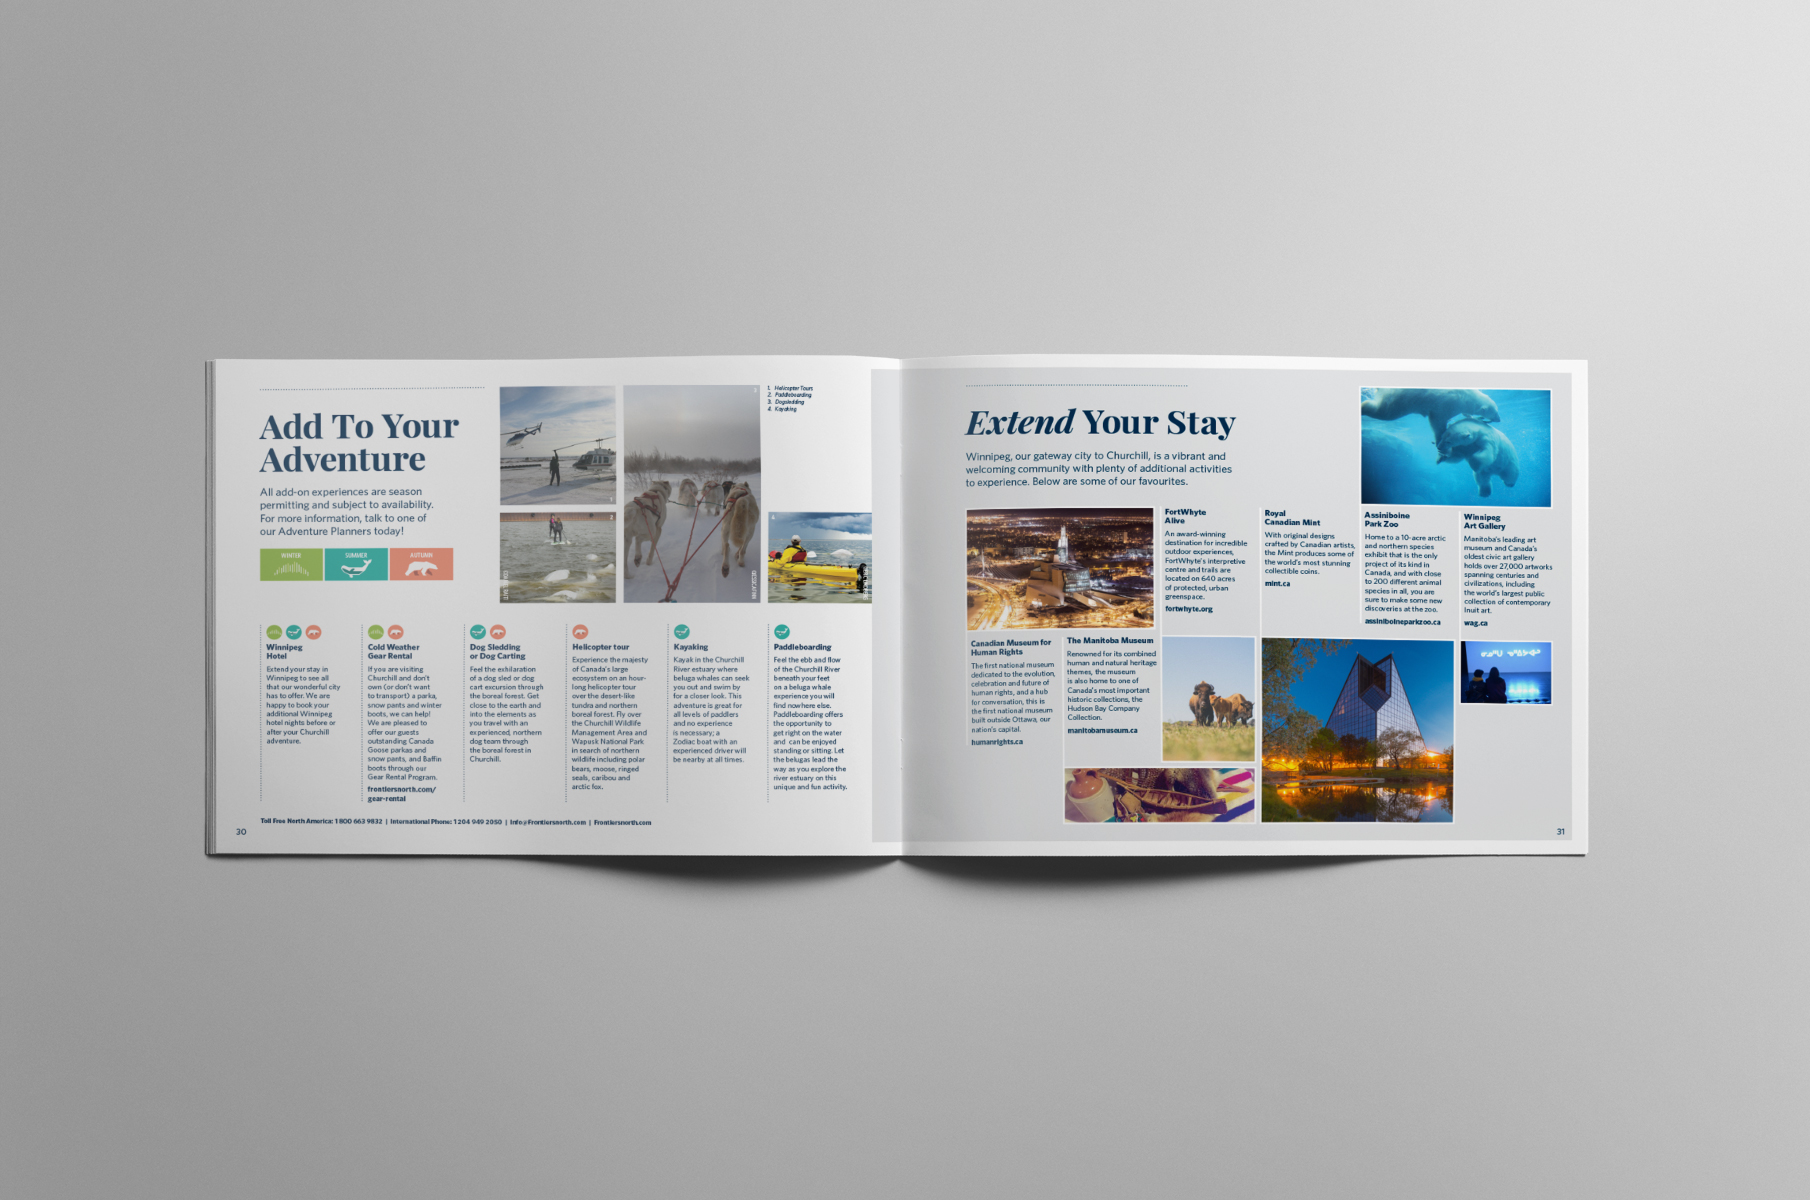 Add To Your
Adventure
All add-on experiences are season
permitting and subject to availability.
For more information, talk to one of
our Adventure Planners today!
WINTER
SUMMER
AUTUMN
1. Helicopter Tours
2. Paddleboarding
3. Dogsledding
4. Kayaking
Winnipeg
Hotel
Extend your stay in
Winnipeg to see all
that our wonderful city
has to offer. We are
happy to book your
additional Winnipeg
hotel nights before or
after your Churchill
adventure.
Cold Weather
Gear Rental
If you are visiting
Churchill and don't
own (or don't want
to transport) a parka,
snow pants and winter
boots, we can help!
We are pleased to
offer our guests
outstanding Canada
Goose parkas and
snow pants, and Baffin
boots through our
Gear Rental Program.
frontiersnorth.com/
gear-rental
Dog Sledding
or Dog Carting
Feel the exhilaration
of a dog sled or dog
cart excursion through
the boreal forest. Get
close to the earth and
into the elements as
you travel with an
experienced, northern
dog team through
the boreal forest in
Churchill.
Helicopter tour
Experience the majesty
of Canada's large
ecosystem on an hour-
long helicopter tour
over the desert-like
tundra and northern
boreal forest. Fly over
the Churchill Wildlife
Management Area and
Wapusk National Park
in search of northern
wildlife including polar
bears, moose, ringed
seals, caribou and
arctic fox.
Kayaking
Kayak in the Churchill
River estuary where
beluga whales can seek
you out and swim by
for a closer look. This
adventure is great for
all levels of paddlers
and no experience
is necessary; a
Zodiac boat with an
experienced driver will
be nearby at all times.
Paddleboarding
Feel the ebb and flow
of the Churchill River
beneath your feet
on a beluga whale
experience you will
find nowhere else.
Paddleboarding offers
the opportunity to
get right on the water
and can be enjoyed
standing or sitting. Let
the belugas lead the
way as you explore the
river estuary on this
unique and fun activity.
Toll Free North America: 1 800 663 9832 | International Phone: 1 204 949 2050 | Info@Frontiersnorth.com | Frontiersnorth.com
30
Extend Your Stay
Winnipeg, our gateway city to Churchill, is a vibrant and
welcoming community with plenty of additional activities
to experience. Below are some of our favourites.
Canadian Museum for
Human Rights
The first national museum
dedicated to the evolution,
celebration and future of
human rights, and a hub
for conversation, this is
the first national museum
built outside Ottawa, our
nation's capital.
humanrights.ca
The Manitoba Museum
Renowned for its combined
human and natural heritage
themes, the museum
is also home to one of
Canada's most important
historic collections, the
Hudson Bay Company
Collection.
manitobamuseum.ca
FortWhyte
Alive
An award-winning
destination for incredible
outdoor experiences,
FortWhyte's interpretive
centre and trails are
located on 640 acres
of protected, urban
greenspace.
fortwhyte.org
Royal
Canadian Mint
With original designs
crafted by Canadian artists,
the Mint produces some of
the world's most stunning
collectible coins.
mint.ca
Assiniboine
Park Zoo
Home to a 10-acre arctic
and northern species
exhibit that is the only
project of its kind in
Canada, and with close
to 200 different animal
species in all, you are
sure to make some new
discoveries at the zoo.
assiniboineparkzoo.ca
Winnipeg
Art Gallery
Manitoba's leading art
museum and Canada's
oldest civic art gallery
holds over 27,000 artworks
spanning centuries and
civilizations, including
the world's largest public
collection of contemporary
Inuit art.
wag.ca
31